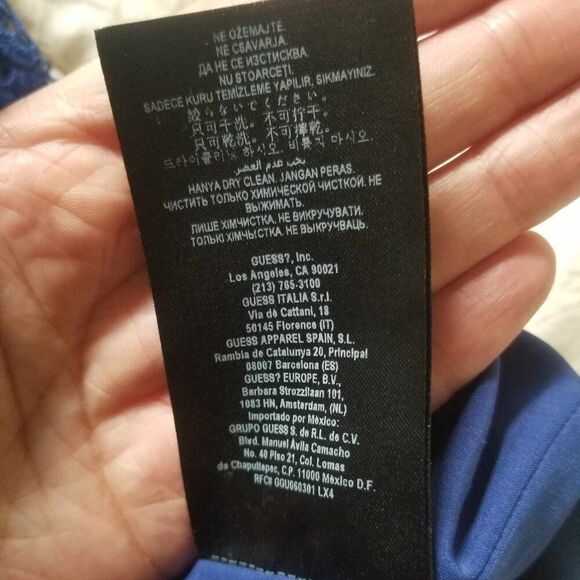 NE OŽEMAJTE.
NE CSAVARJA.
ДА НЕ СЕ ИЗСТИСКВА.
NU STOARCEȚI.
SADECE KURU TEMİZLEME YAPILIR, SIKMAYINIZ.
絞らないでください。
只可干洗。不可拧干。
只可乾洗。不可擰乾。
드라이클리닝 하십시오. 비틀지 마십시오.
يجب عدم العصر
HANYA DRY CLEAN. JANGAN PERAS.
ЧИСТИТЬ ТОЛЬКО ХИМИЧЕСКОЙ ЧИСТКОЙ. НЕ
ВЫЖИМАТЬ.
ЛИШЕ ХІМЧИСТКА. НЕ ВИКРУЧУВАТИ.
ТОЛЬКІ ХІМЧЫСТКА. НЕ ВЫКРУЧВАЦЬ.
GUESS?, Inc.
Los Angeles, CA 90021
(213) 765-3100
GUESS ITALIA S.r.l.
Via de Cattani, 18
50145 Florence (IT)
GUESS APPAREL SPAIN, S.L.
Rambla de Catalunya 20, Principal
08007 Barcelona (ES)
GUESS? EUROPE, B.V.,
Barbara Strozzilaan 101,
1083 HN, Amsterdam, (NL)
Importado por México:
GRUPO GUESS S. de R.L. de C.V.
Blvd. Manuel Ávila Camacho
No. 40 Piso 21, Col. Lomas
de Chapultepec, C.P. 11000 México D.F.
RFC# GGU060301 LX4